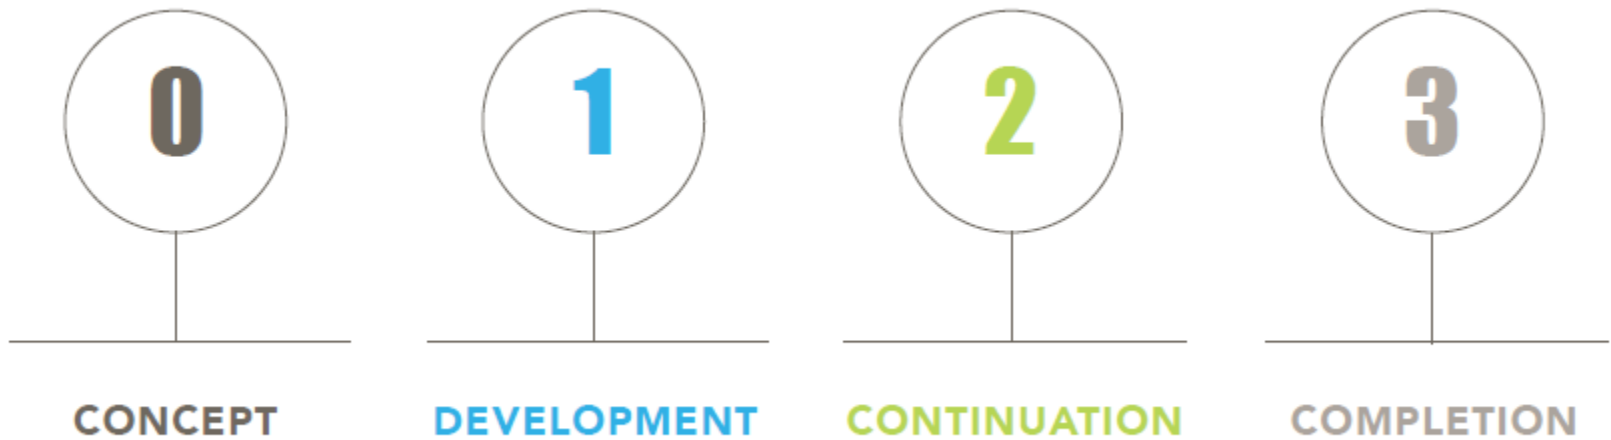 0 1 2 3
CONCEPT DEVELOPMENT CONTINUATION COMPLETION